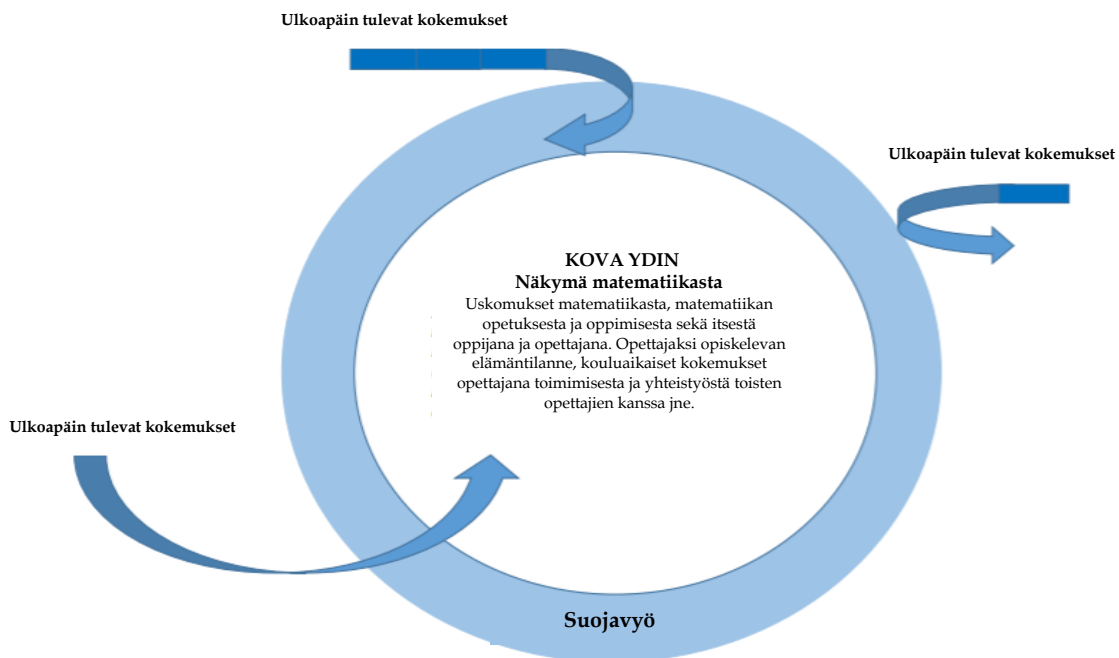 Ulkoapäin tulevat kokemukset
Ulkoapäin tulevat kokemukset
KOVA YDIN
Näkymä matematiikasta
Uskomukset matematiikasta, matematiikan
opetuksesta ja oppimisesta sekä itsestä
oppijana ja opettajana. Opettajaksi opiskelevan
elämäntilanne, kouluaikaiset kokemukset
opettajana toimimisesta ja yhteistyöstä toisten
opettajien kanssa jne.
Ulkoapäin tulevat kokemukset
Suojavyö